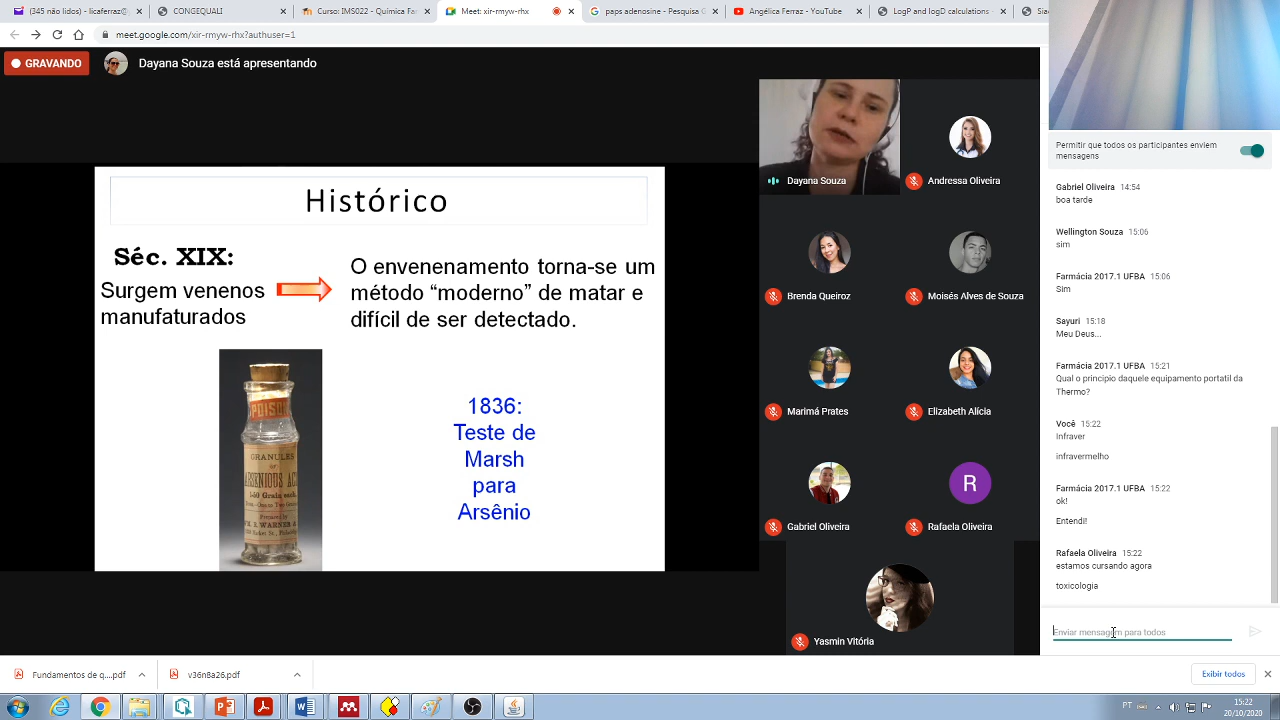 (345 não lidos) - licaferraz@
CONGEQUALI
Curso: IMS022 - Química Fa
Meet: xir-rmyw-rhx
paps adenosine - Pesquisa G
Angélica Ferraz - YouTube
LogP and logD calculations
Sia
meet.google.com/xir-rmyw-rhx?authuser=1
GRAVANDO
Dayana Souza está apresentando
Histórico
Séc. XIX:
Surgem venenos
manufaturados
O envenenamento torna-se um
método “moderno” de matar e
difícil de ser detectado.
POISON
GRANULES
OF
ARSENIOUS ACID
1836:
Teste de
Marsh
para
Arsênio
Dayana Souza
Andressa Oliveira
Brenda Queiroz
Moisés Alves de Souza
Marimá Prates
Elizabeth Alícia
Gabriel Oliveira
R
Rafaela Oliveira
Yasmin Vitória
Permitir que todos os participantes enviem
mensagens
Gabriel Oliveira 14:54
boa tarde
Wellington Souza 15:06
sim
Farmácia 2017.1 UFBA 15:06
Sim
Sayuri 15:18
Meu Deus...
Farmácia 2017.1 UFBA 15:21
Qual o principio daquele equipamento portatil da
Thermo?
Você 15:22
Infraver
infravermelho
Farmácia 2017.1 UFBA 15:22
ok!
Entendi!
Rafaela Oliveira 15:22
estamos cursando agora
toxicologia
Enviar mensagem para todos
Fundamentos de q....pdf
v36n8a26.pdf
Exibir todos
PT
15:22
20/10/2020